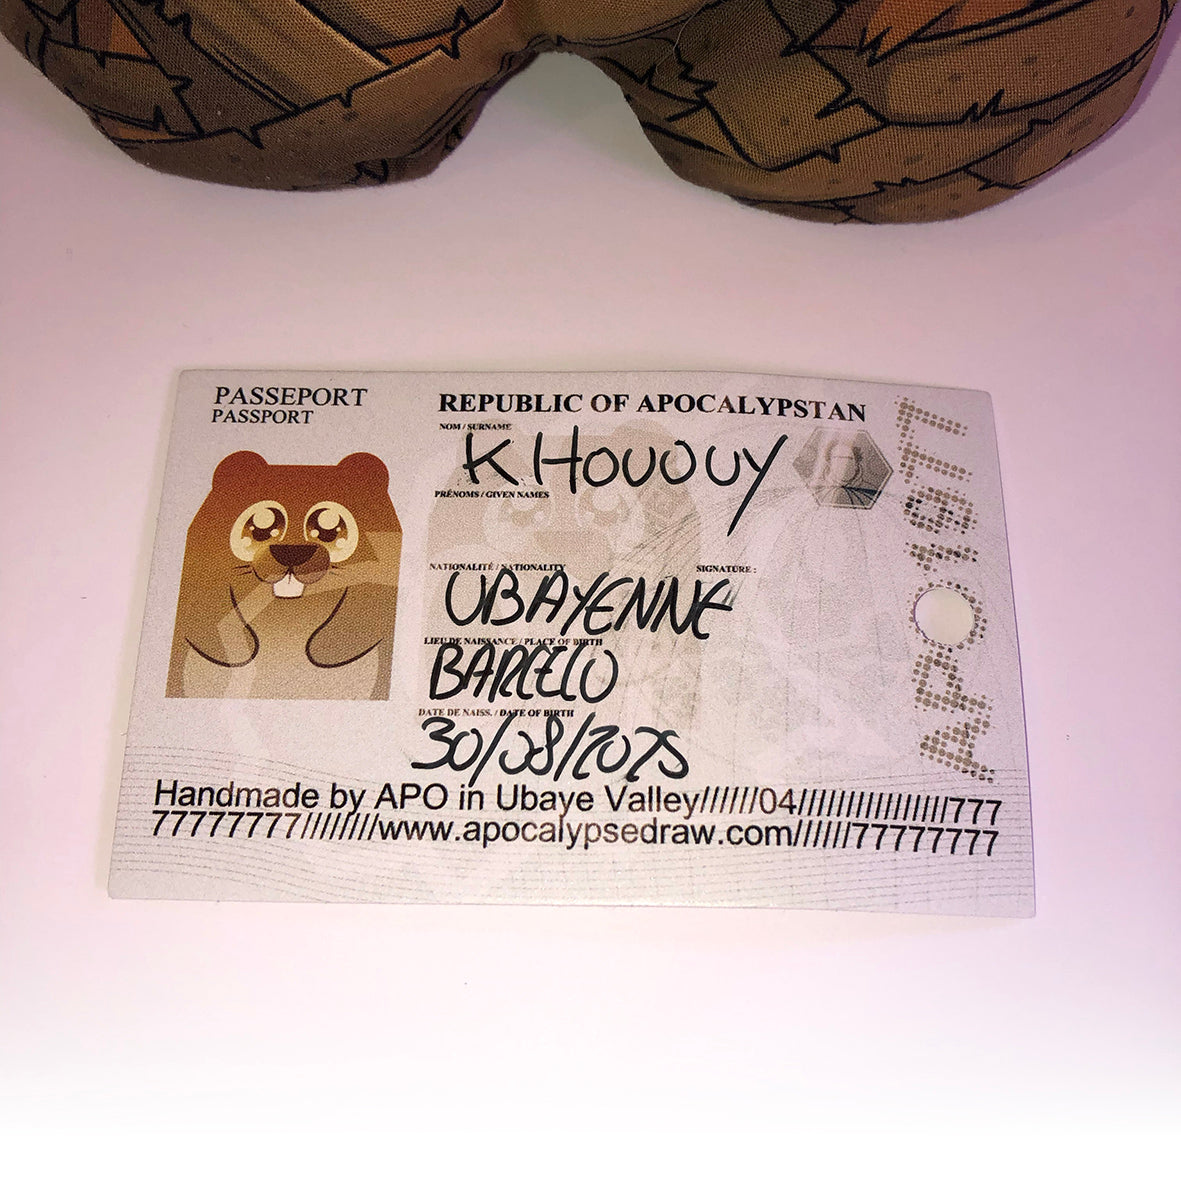 PASSEPORT
PASSPORT
REPUBLIC OF APOCALYPSTAN
NOM / SURNAME
KHOUOUY
PRÉNOMS / GIVEN NAMES
NATIONALITÉ / NATIONALITY
SIGNATURE :
UBAYENNE
LIEU DE NAISSANCE / PLACE OF BIRTH
BARCELO
DATE DE NAISS. / DATE OF BIRTH
30/08/2025
Handmade by APO in Ubaye Valley//////04////////////////777
77777777////////www.apocalypsedraw.com//////77777777